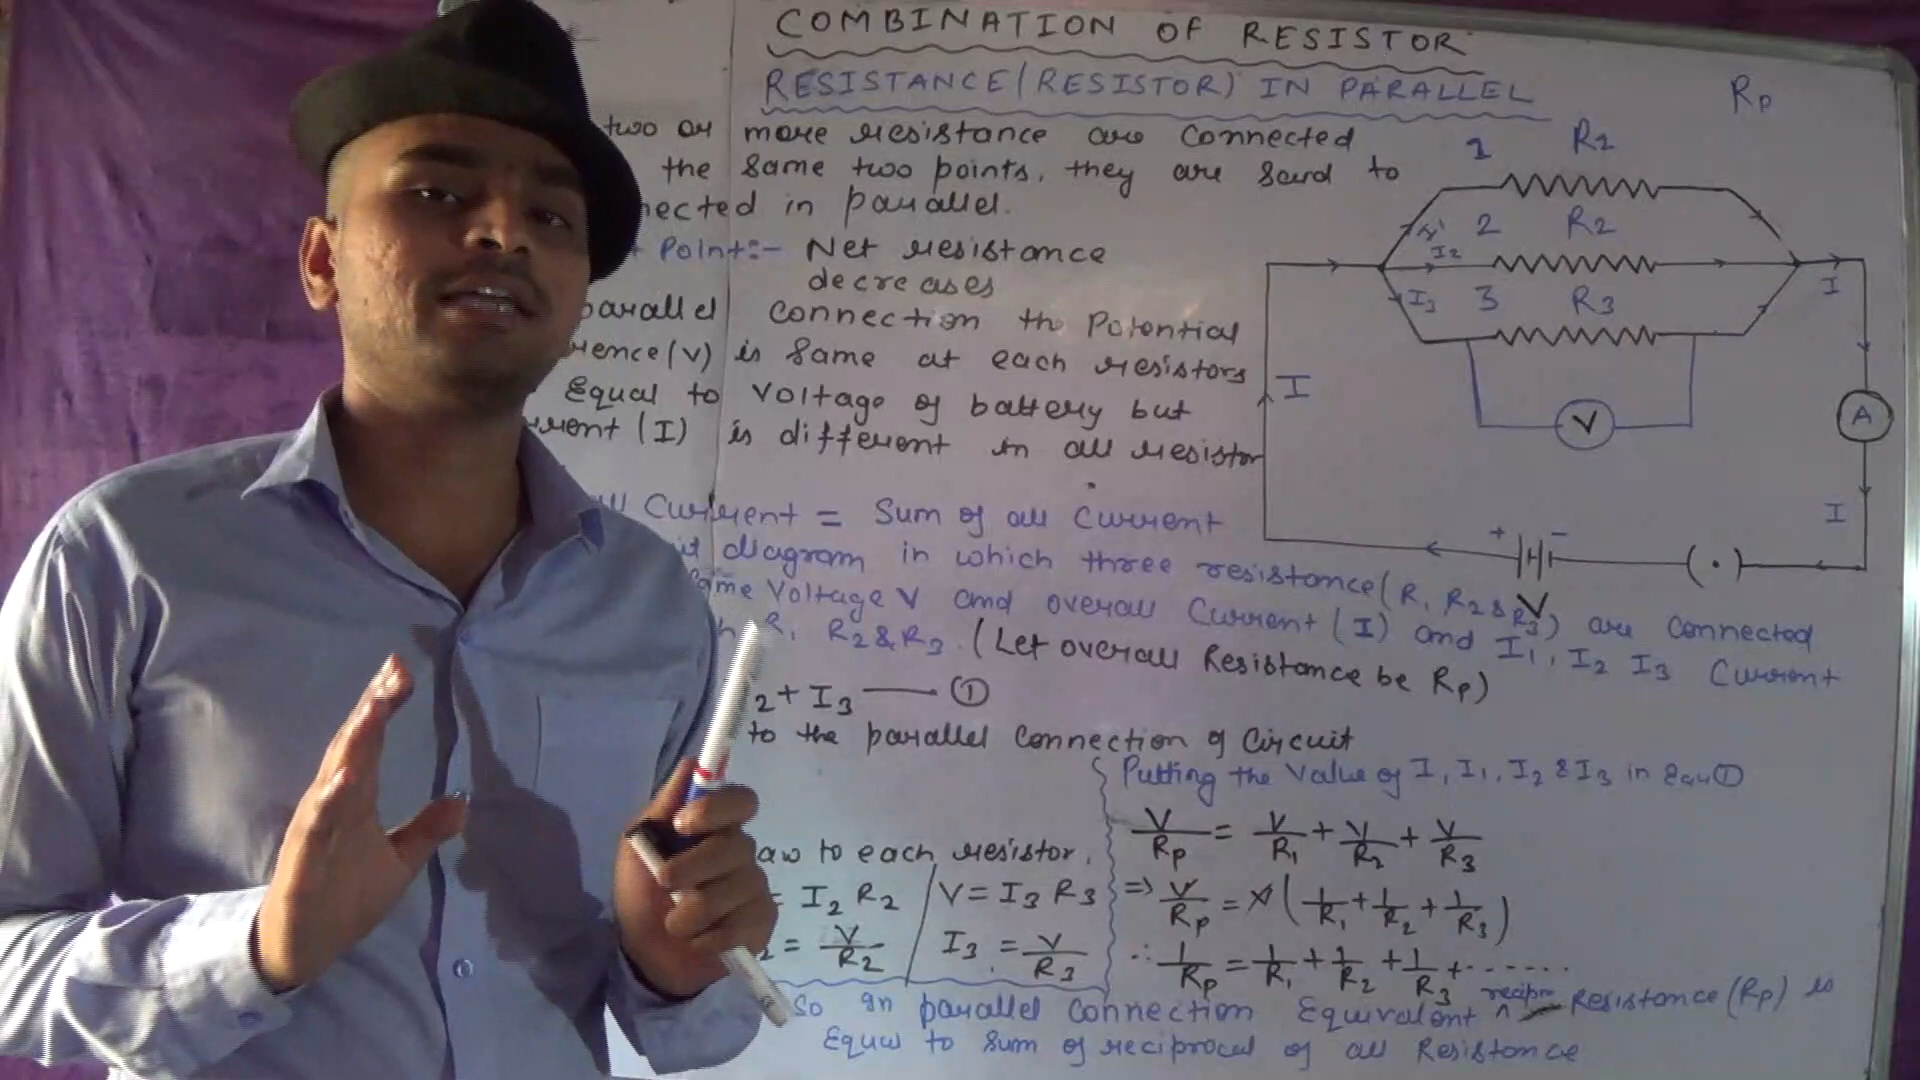 COMBINATION OF RESISTOR
RESISTANCE (RESISTOR) IN PARALLEL
Rp
two or more resistance are connected
the same two points, they are said to
nected in parallel.
Point:- Net resistance
decreases
parallel connection the Potential
rence (V) is same at each resistors
Equal to voltage of battery but
urrent (I) is different in all resistor
Current = Sum of all Current
it diagram in which three resistance (R1 R2 & R3) are connected
ame Voltage V and overall Current (I) and I1, I2 I3 Current
R1 R2 & R3. (Let overall Resistance be Rp)
2 + I3 —— ①
to the parallel connection of circuit
aw to each resistor,
= I2 R2
2 = V/R2
V = I3 R3
I3 = V/R3
Putting the value of I, I1, I2 & I3 in Equ ①
V/Rp = V/R1 + V/R2 + V/R3
=> V/Rp = V (1/R1 + 1/R2 + 1/R3)
∴ 1/Rp = 1/R1 + 1/R2 + 1/R3 + ......
So In parallel connection Equivalent ^ recipro Resistance (Rp) is
Equal to Sum of reciprocal of all Resistance
1 R1
I1 2 R2
I2
I3 3 R3
I
I
V
A
I
+ -
( . )
V